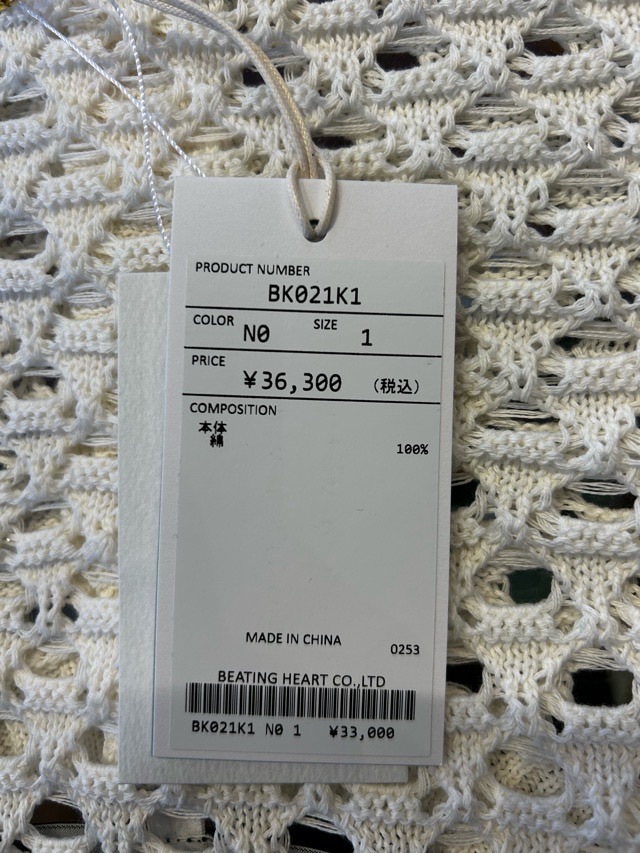 PRODUCT NUMBER
BK021K1
COLOR N0 SIZE 1
PRICE
¥36,300 (税込)
COMPOSITION
本体
綿 100%
MADE IN CHINA 0253
BEATING HEART CO.,LTD
BK021K1 N0 1 ¥33,000